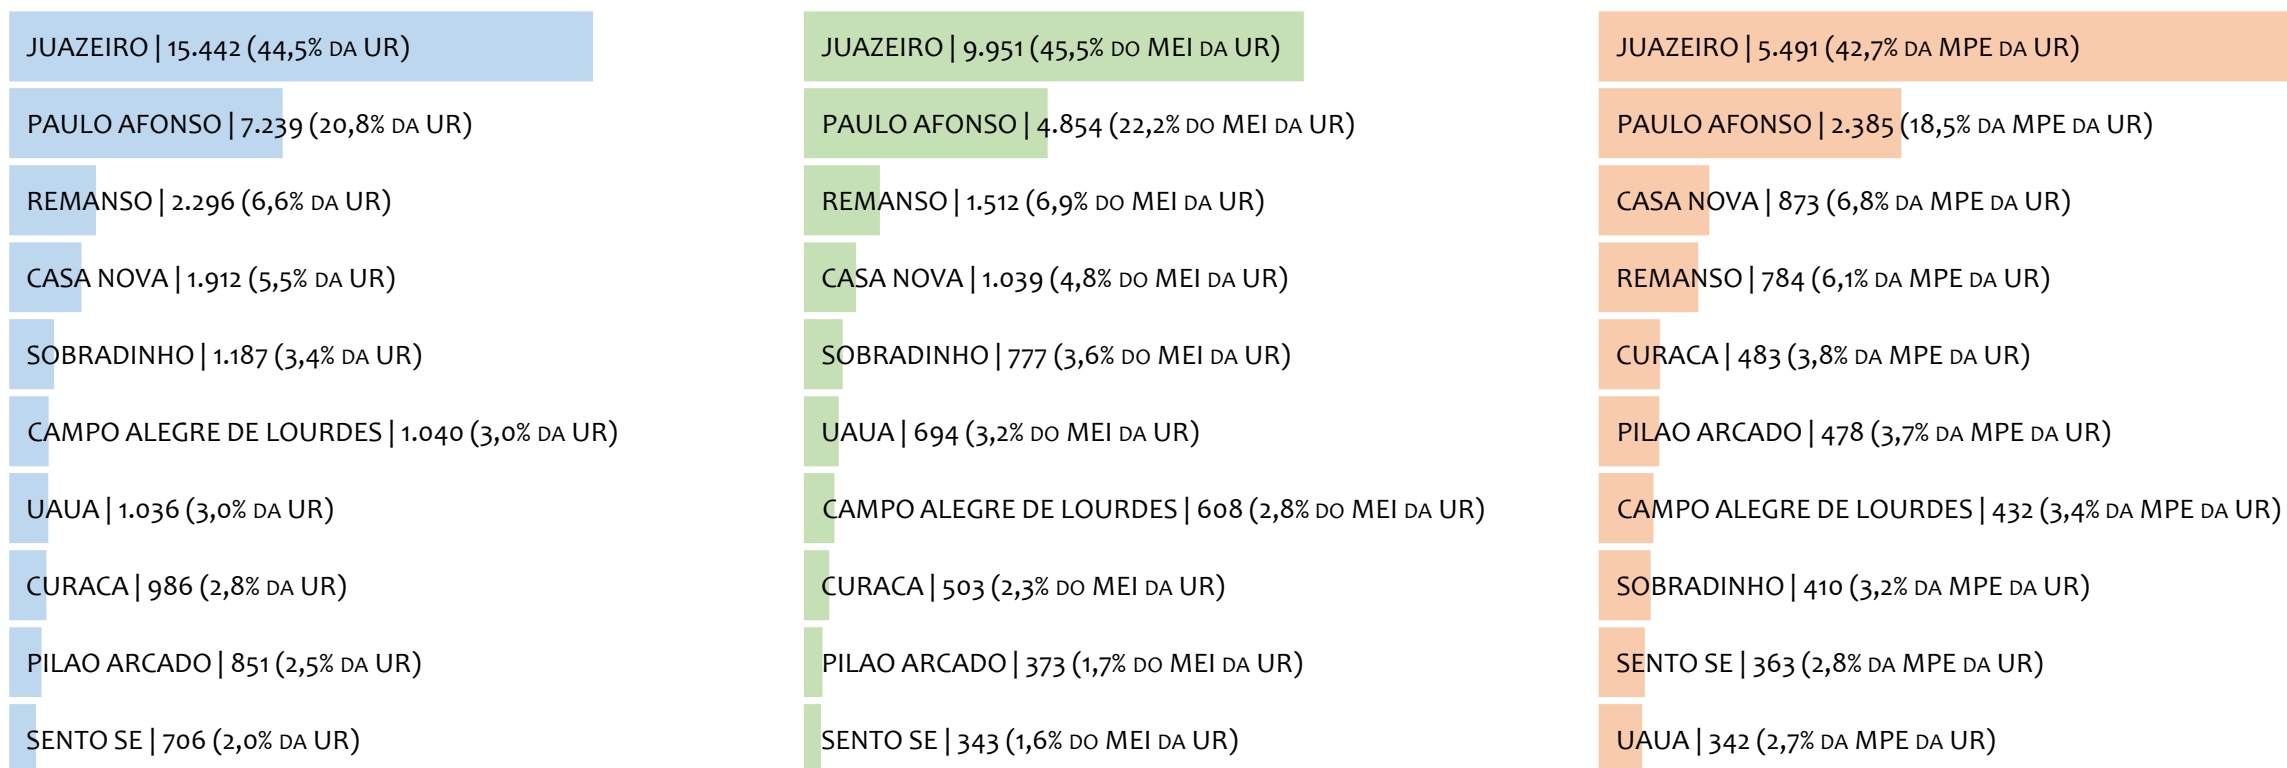 JUAZEIRO | 15.442 (44,5% DA UR)
PAULO AFONSO | 7.239 (20,8% DA UR)
REMANSO | 2.296 (6,6% DA UR)
CASA NOVA | 1.912 (5,5% DA UR)
SOBRADINHO | 1.187 (3,4% DA UR)
CAMPO ALEGRE DE LOURDES | 1.040 (3,0% DA UR)
UAUA | 1.036 (3,0% DA UR)
CURACA | 986 (2,8% DA UR)
PILAO ARCADO | 851 (2,5% DA UR)
SENTO SE | 706 (2,0% DA UR)
JUAZEIRO | 9.951 (45,5% DO MEI DA UR)
PAULO AFONSO | 4.854 (22,2% DO MEI DA UR)
REMANSO | 1.512 (6,9% DO MEI DA UR)
CASA NOVA | 1.039 (4,8% DO MEI DA UR)
SOBRADINHO | 777 (3,6% DO MEI DA UR)
UAUA | 694 (3,2% DO MEI DA UR)
CAMPO ALEGRE DE LOURDES | 608 (2,8% DO MEI DA UR)
CURACA | 503 (2,3% DO MEI DA UR)
PILAO ARCADO | 373 (1,7% DO MEI DA UR)
SENTO SE | 343 (1,6% DO MEI DA UR)
JUAZEIRO | 5.491 (42,7% DA MPE DA UR)
PAULO AFONSO | 2.385 (18,5% DA MPE DA UR)
CASA NOVA | 873 (6,8% DA MPE DA UR)
REMANSO | 784 (6,1% DA MPE DA UR)
CURACA | 483 (3,8% DA MPE DA UR)
PILAO ARCADO | 478 (3,7% DA MPE DA UR)
CAMPO ALEGRE DE LOURDES | 432 (3,4% DA MPE DA UR)
SOBRADINHO | 410 (3,2% DA MPE DA UR)
SENTO SE | 363 (2,8% DA MPE DA UR)
UAUA | 342 (2,7% DA MPE DA UR)